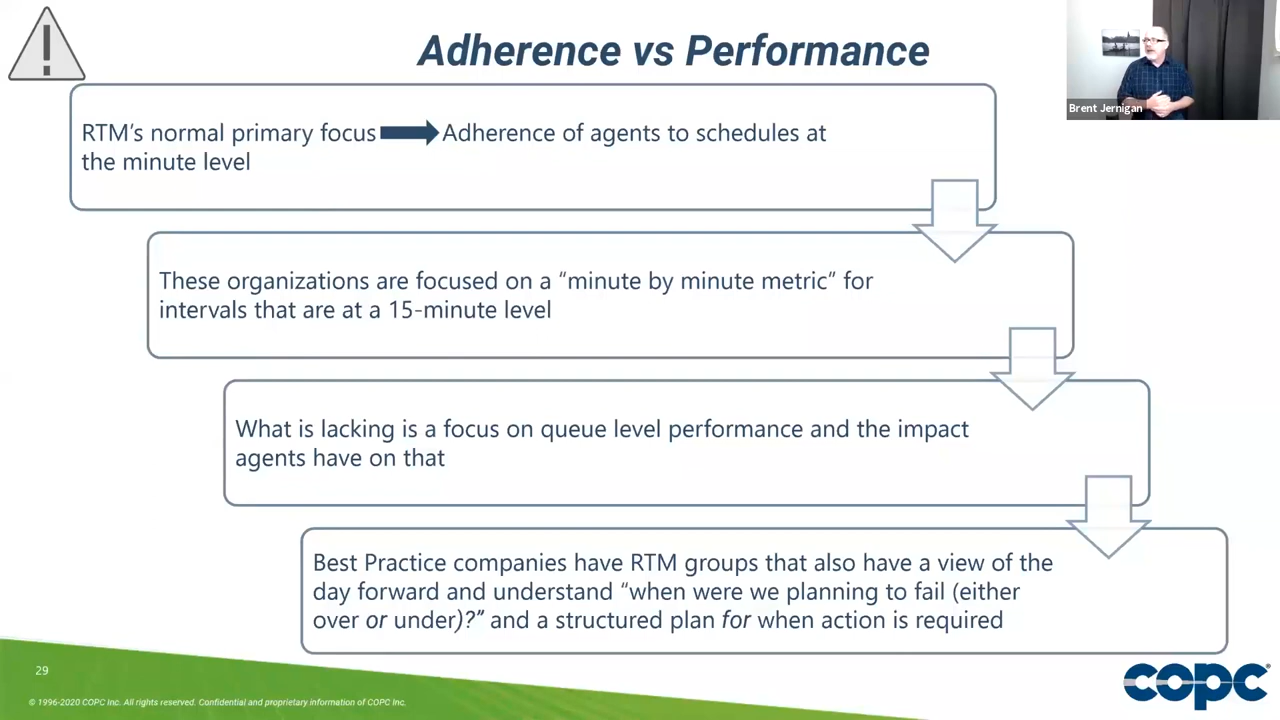 Adherence vs Performance
Brent Jernigan
RTM's normal primary focus Adherence of agents to schedules at
the minute level
These organizations are focused on a “minute by minute metric” for
intervals that are at a 15-minute level
What is lacking is a focus on queue level performance and the impact
agents have on that
Best Practice companies have RTM groups that also have a view of the
day forward and understand “when were we planning to fail (either
over or under)?” and a structured plan for when action is required
29
© 1996-2020 COPC Inc. All rights reserved. Confidential and proprietary information of COPC Inc.
copc®